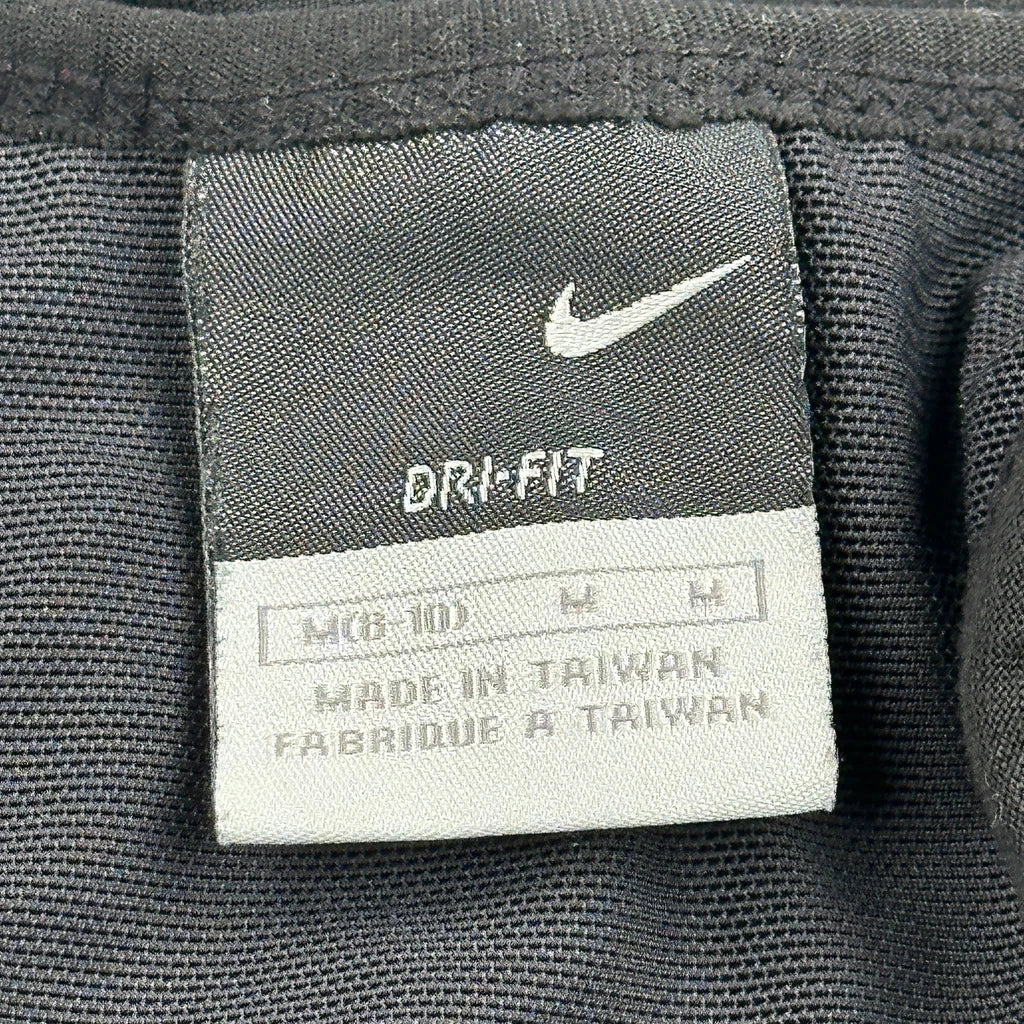 DRI-FIT
M(8-10) M M
MADE IN TAIWAN
FABRIQUE A TAIWAN